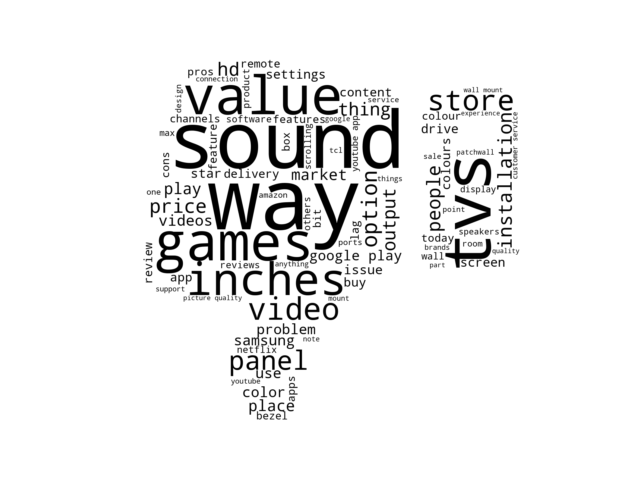 remote
pros
hd
connection
settings
product
design
value
content
service
thing
channels
software
features
google
max
sound
feature
box
scrolling
tcl
youtube app
cons
star
delivery
market
things
one
play
way
amazon
option
output
price
others
bit
videos
lag
games
ports
google play
review
reviews
anything
issue
app
inches
buy
support
picture quality
mount
video
problem
samsung
note
netflix
panel
use
youtube
apps
color
place
bezel
wall mount
store
colour
experience
drive
installation
customer service
colours
sale
patchwall
tvs
people
display
point
speakers
today
room
brands
quality
wall
screen
part